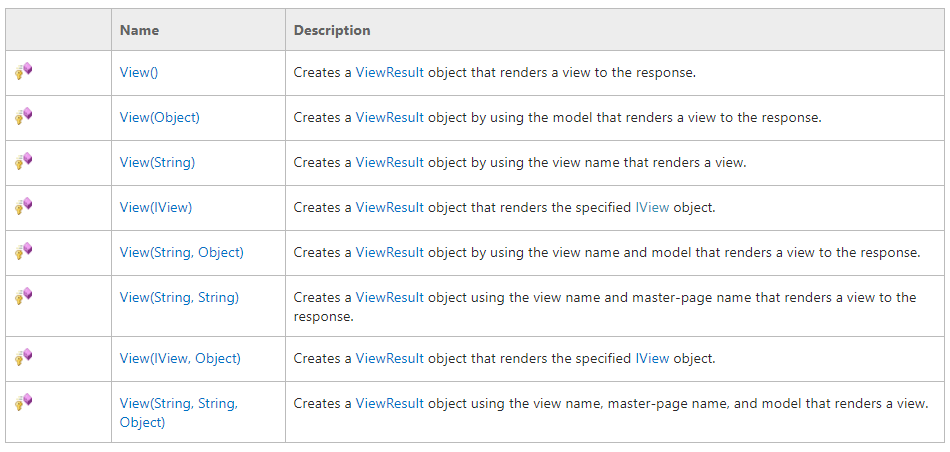 Name Description
View() Creates a ViewResult object that renders a view to the response.
View(Object) Creates a ViewResult object by using the model that renders a view to the response.
View(String) Creates a ViewResult object by using the view name that renders a view.
View(IView) Creates a ViewResult object that renders the specified IView object.
View(String, Object) Creates a ViewResult object by using the view name and model that renders a view to the response.
View(String, String) Creates a ViewResult object using the view name and master-page name that renders a view to the
response.
View(IView, Object) Creates a ViewResult object that renders the specified IView object.
View(String, String, Creates a ViewResult object using the view name, master-page name, and model that renders a view.
Object)